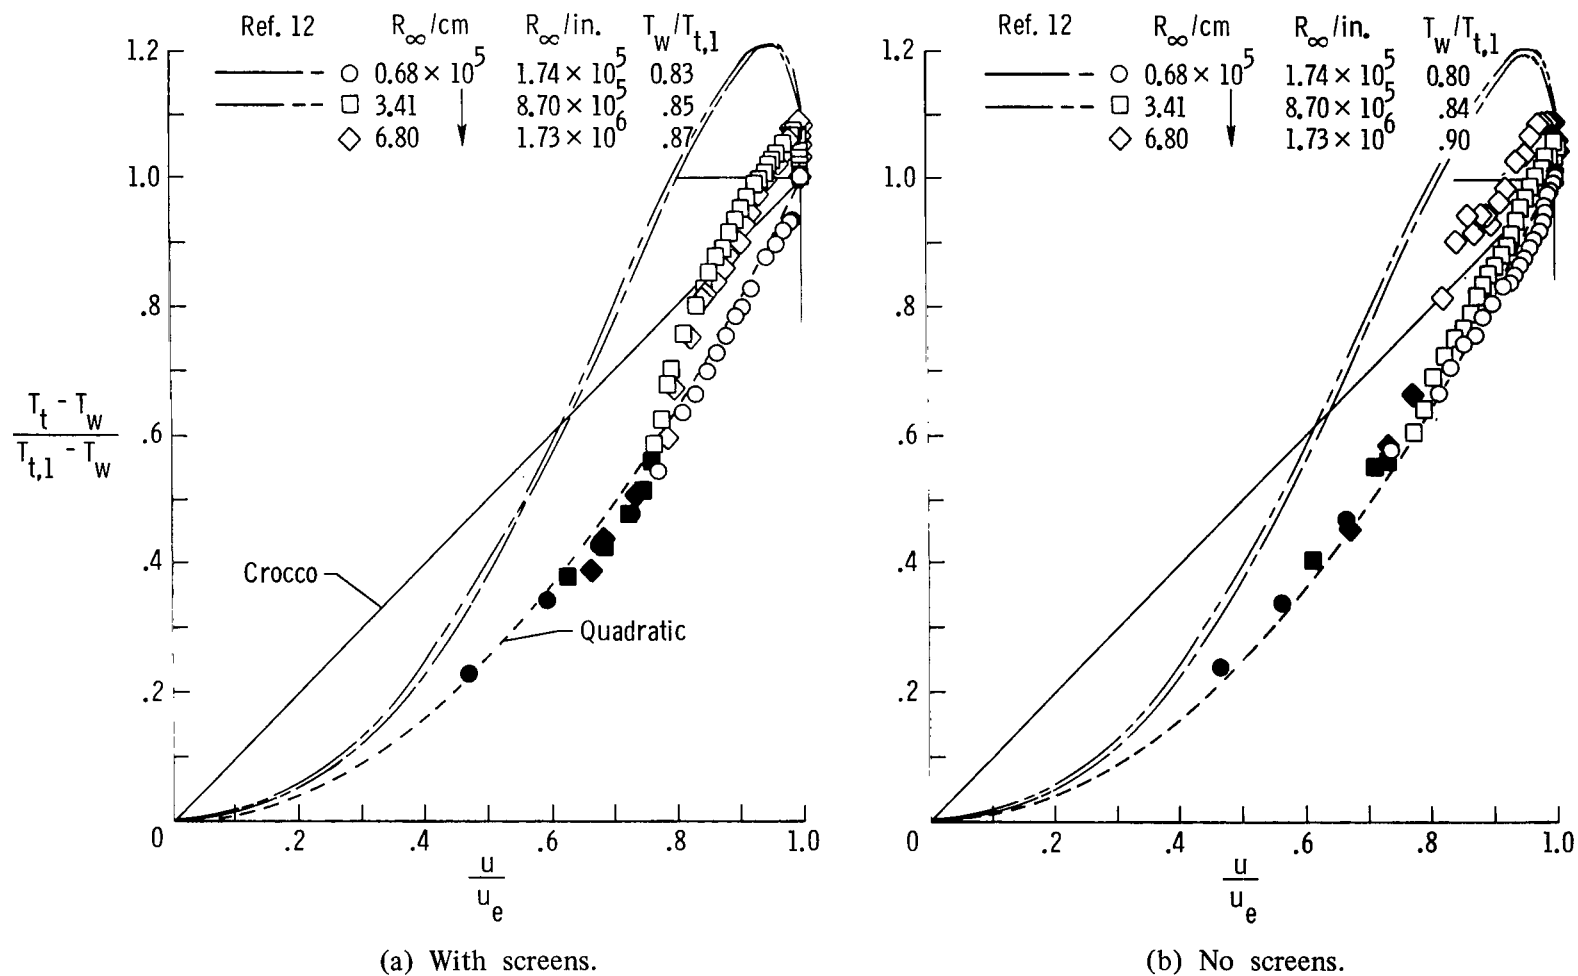 Ref. 12 R∞/cm R∞/in. Tw/Tt,1
0.68 × 10^5 1.74 × 10^5 0.83
3.41 8.70 × 10^5 .85
6.80 1.73 × 10^6 .87
1.2
1.0
.8
.6
.4
.2
0
Tt - Tw
Tt,1 - Tw
Crocco
Quadratic
.2 .4 .6 .8 1.0
u
ue
(a) With screens.
Ref. 12 R∞/cm R∞/in. Tw/Tt,1
0.68 × 10^5 1.74 × 10^5 0.80
3.41 8.70 × 10^5 .84
6.80 1.73 × 10^6 .90
1.2
1.0
.8
.6
.4
.2
0
.2 .4 .6 .8 1.0
u
ue
(b) No screens.